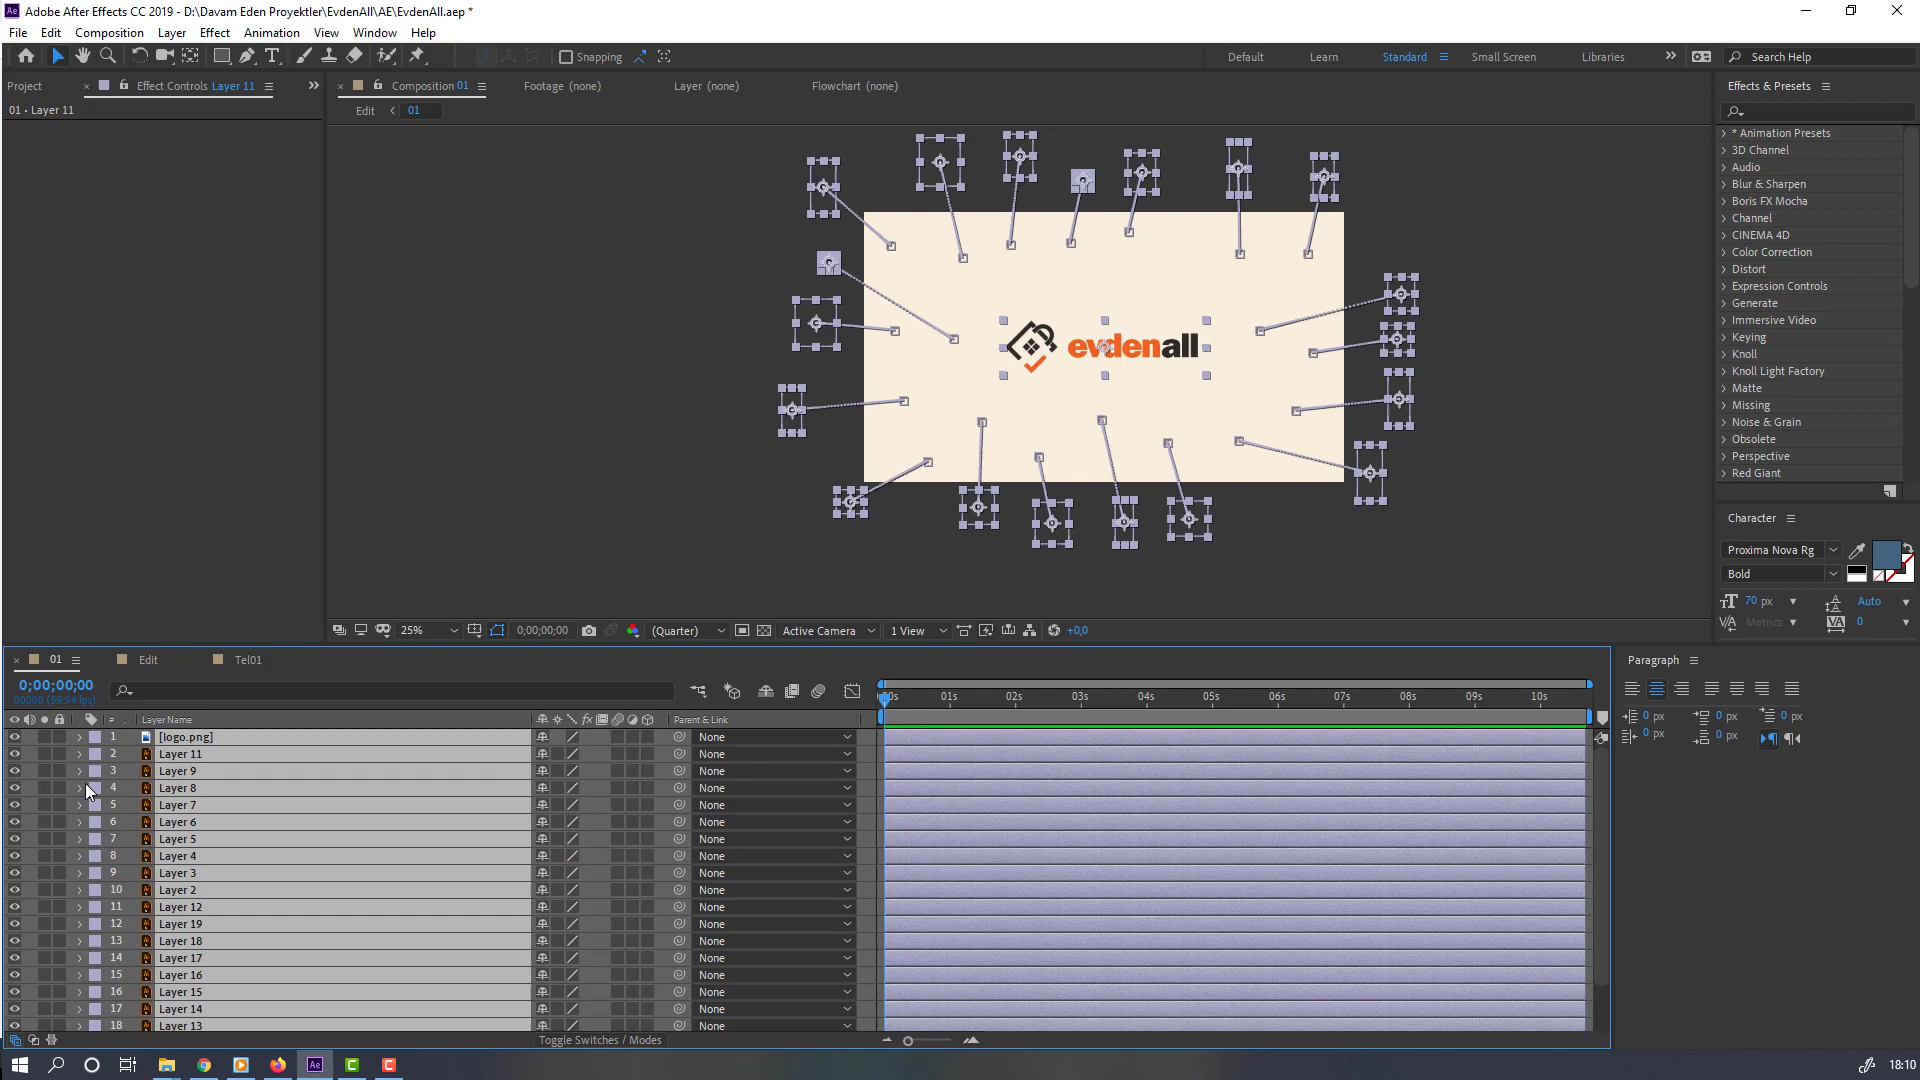 Adobe After Effects CC 2019 - D:\Davam Eden Proyektler\EvdenAll\AE\EvdenAll.aep *
File Edit Composition Layer Effect Animation View Window Help
Snapping
Default Learn Standard Small Screen Libraries
Search Help
Project
Effect Controls Layer 11
Composition 01
Footage (none)
Layer (none)
Flowchart (none)
Effects & Presets
01 • Layer 11
Edit
01
* Animation Presets
3D Channel
Audio
Blur & Sharpen
Boris FX Mocha
Channel
CINEMA 4D
Color Correction
Distort
Expression Controls
Generate
Immersive Video
Keying
Knoll
Knoll Light Factory
Matte
Missing
Noise & Grain
Obsolete
Perspective
Red Giant
evdenall
Character
Proxima Nova Rg
Bold
70 px
Auto
Metrics
0
25%
0;00;00;00
(Quarter)
Active Camera
1 View
+0,0
01
Edit
Tel01
0;00;00;00
00000 (59.94 fps)
00s 01s 02s 03s 04s 05s 06s 07s 08s 09s 10s
# Layer Name
Parent & Link
1 [logo.png] None
2 Layer 11 None
3 Layer 9 None
4 Layer 8 None
5 Layer 7 None
6 Layer 6 None
7 Layer 5 None
8 Layer 4 None
9 Layer 3 None
10 Layer 2 None
11 Layer 12 None
12 Layer 19 None
13 Layer 18 None
14 Layer 17 None
15 Layer 16 None
16 Layer 15 None
17 Layer 14 None
18 Layer 13 None
Toggle Switches / Modes
Paragraph
0 px 0 px 0 px
0 px 0 px
18:10